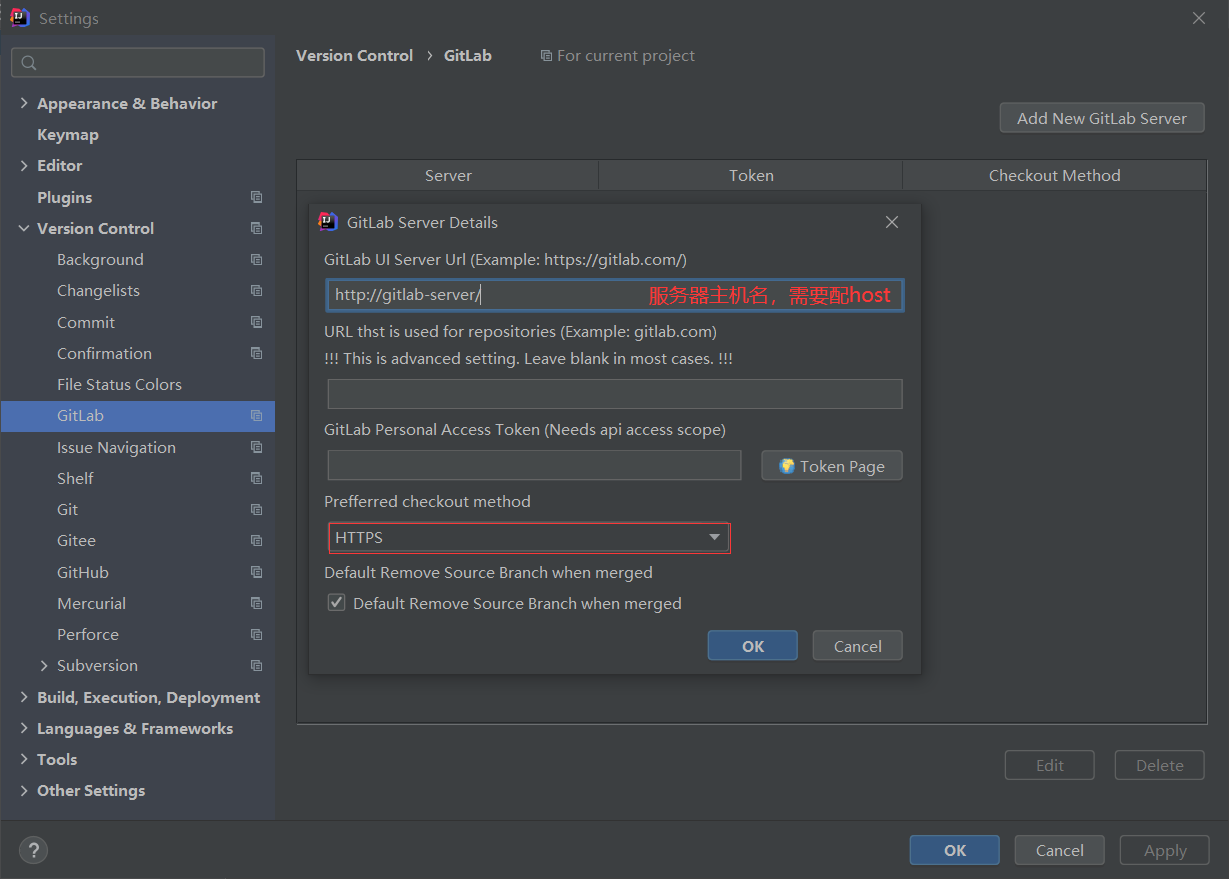 Settings
Version Control › GitLab For current project
Appearance & Behavior
Keymap
Editor
Plugins
Version Control
Background
Changelists
Commit
Confirmation
File Status Colors
GitLab
Issue Navigation
Shelf
Git
Gitee
GitHub
Mercurial
Perforce
Subversion
Build, Execution, Deployment
Languages & Frameworks
Tools
Other Settings
Add New GitLab Server
Server Token Checkout Method
GitLab Server Details
GitLab UI Server Url (Example: https://gitlab.com/)
http://gitlab-server/ 服务器主机名，需要配host
URL thst is used for repositories (Example: gitlab.com)
!!! This is advanced setting. Leave blank in most cases. !!!
GitLab Personal Access Token (Needs api access scope)
Token Page
Prefferred checkout method
HTTPS
Default Remove Source Branch when merged
Default Remove Source Branch when merged
OK Cancel
Edit Delete
? OK Cancel Apply